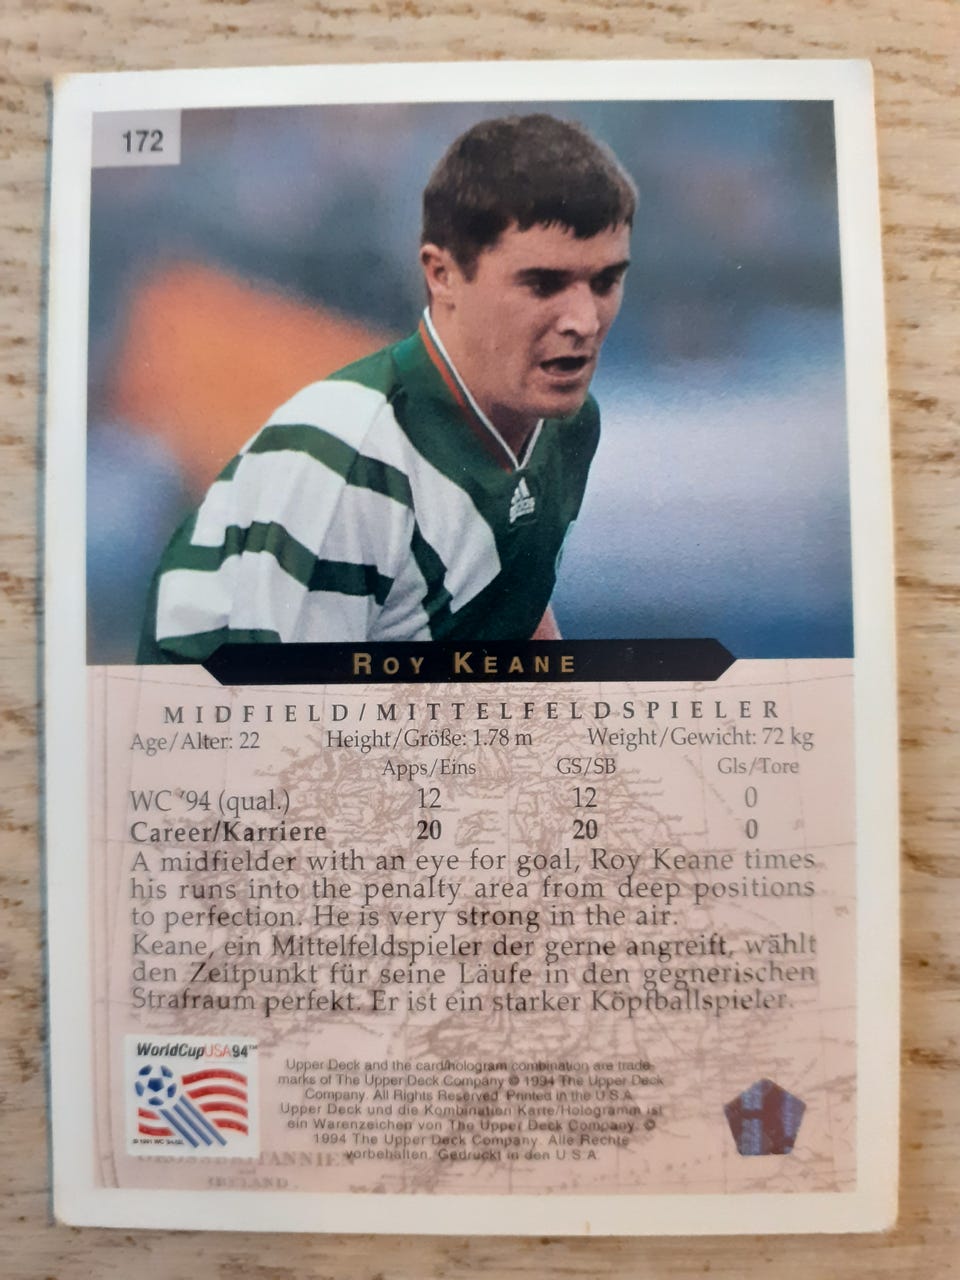 172
adidas
ROY KEANE
MIDFIELD/MITTELFELDSPIELER
Age/Alter: 22 Height/Größe: 1.78 m Weight/Gewicht: 72 kg
Apps/Eins GS/SB Gls/Tore
WC '94 (qual.) 12 12 0
Career/Karriere 20 20 0
A midfielder with an eye for goal, Roy Keane times
his runs into the penalty area from deep positions
to perfection. He is very strong in the air.
Keane, ein Mittelfeldspieler der gerne angreift, wählt
den Zeitpunkt für seine Läufe in den gegnerischen
Strafraum perfekt. Er ist ein starker Köpfballspieler.
WorldCupUSA94™
Upper Deck and the card/hologram combination are trade-
marks of The Upper Deck Company © 1994 The Upper Deck
Company. All Rights Reserved. Printed in the U.S.A.
Upper Deck und die Kombination Karte/Hologramm ist
ein Warenzeichen von The Upper Deck Company. ©
1994 The Upper Deck Company. Alle Rechte
vorbehalten. Gedruckt in den U S A.
GROSSBRITANNIEN
IRELAND